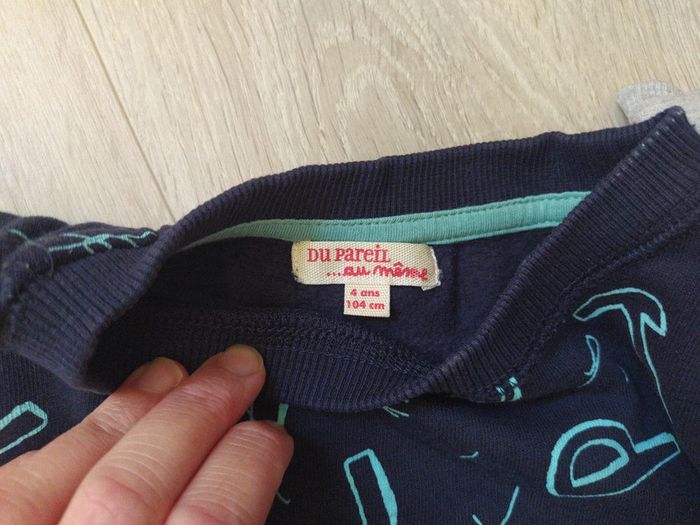 DU PAREIL
...au même
4 ans
104 cm